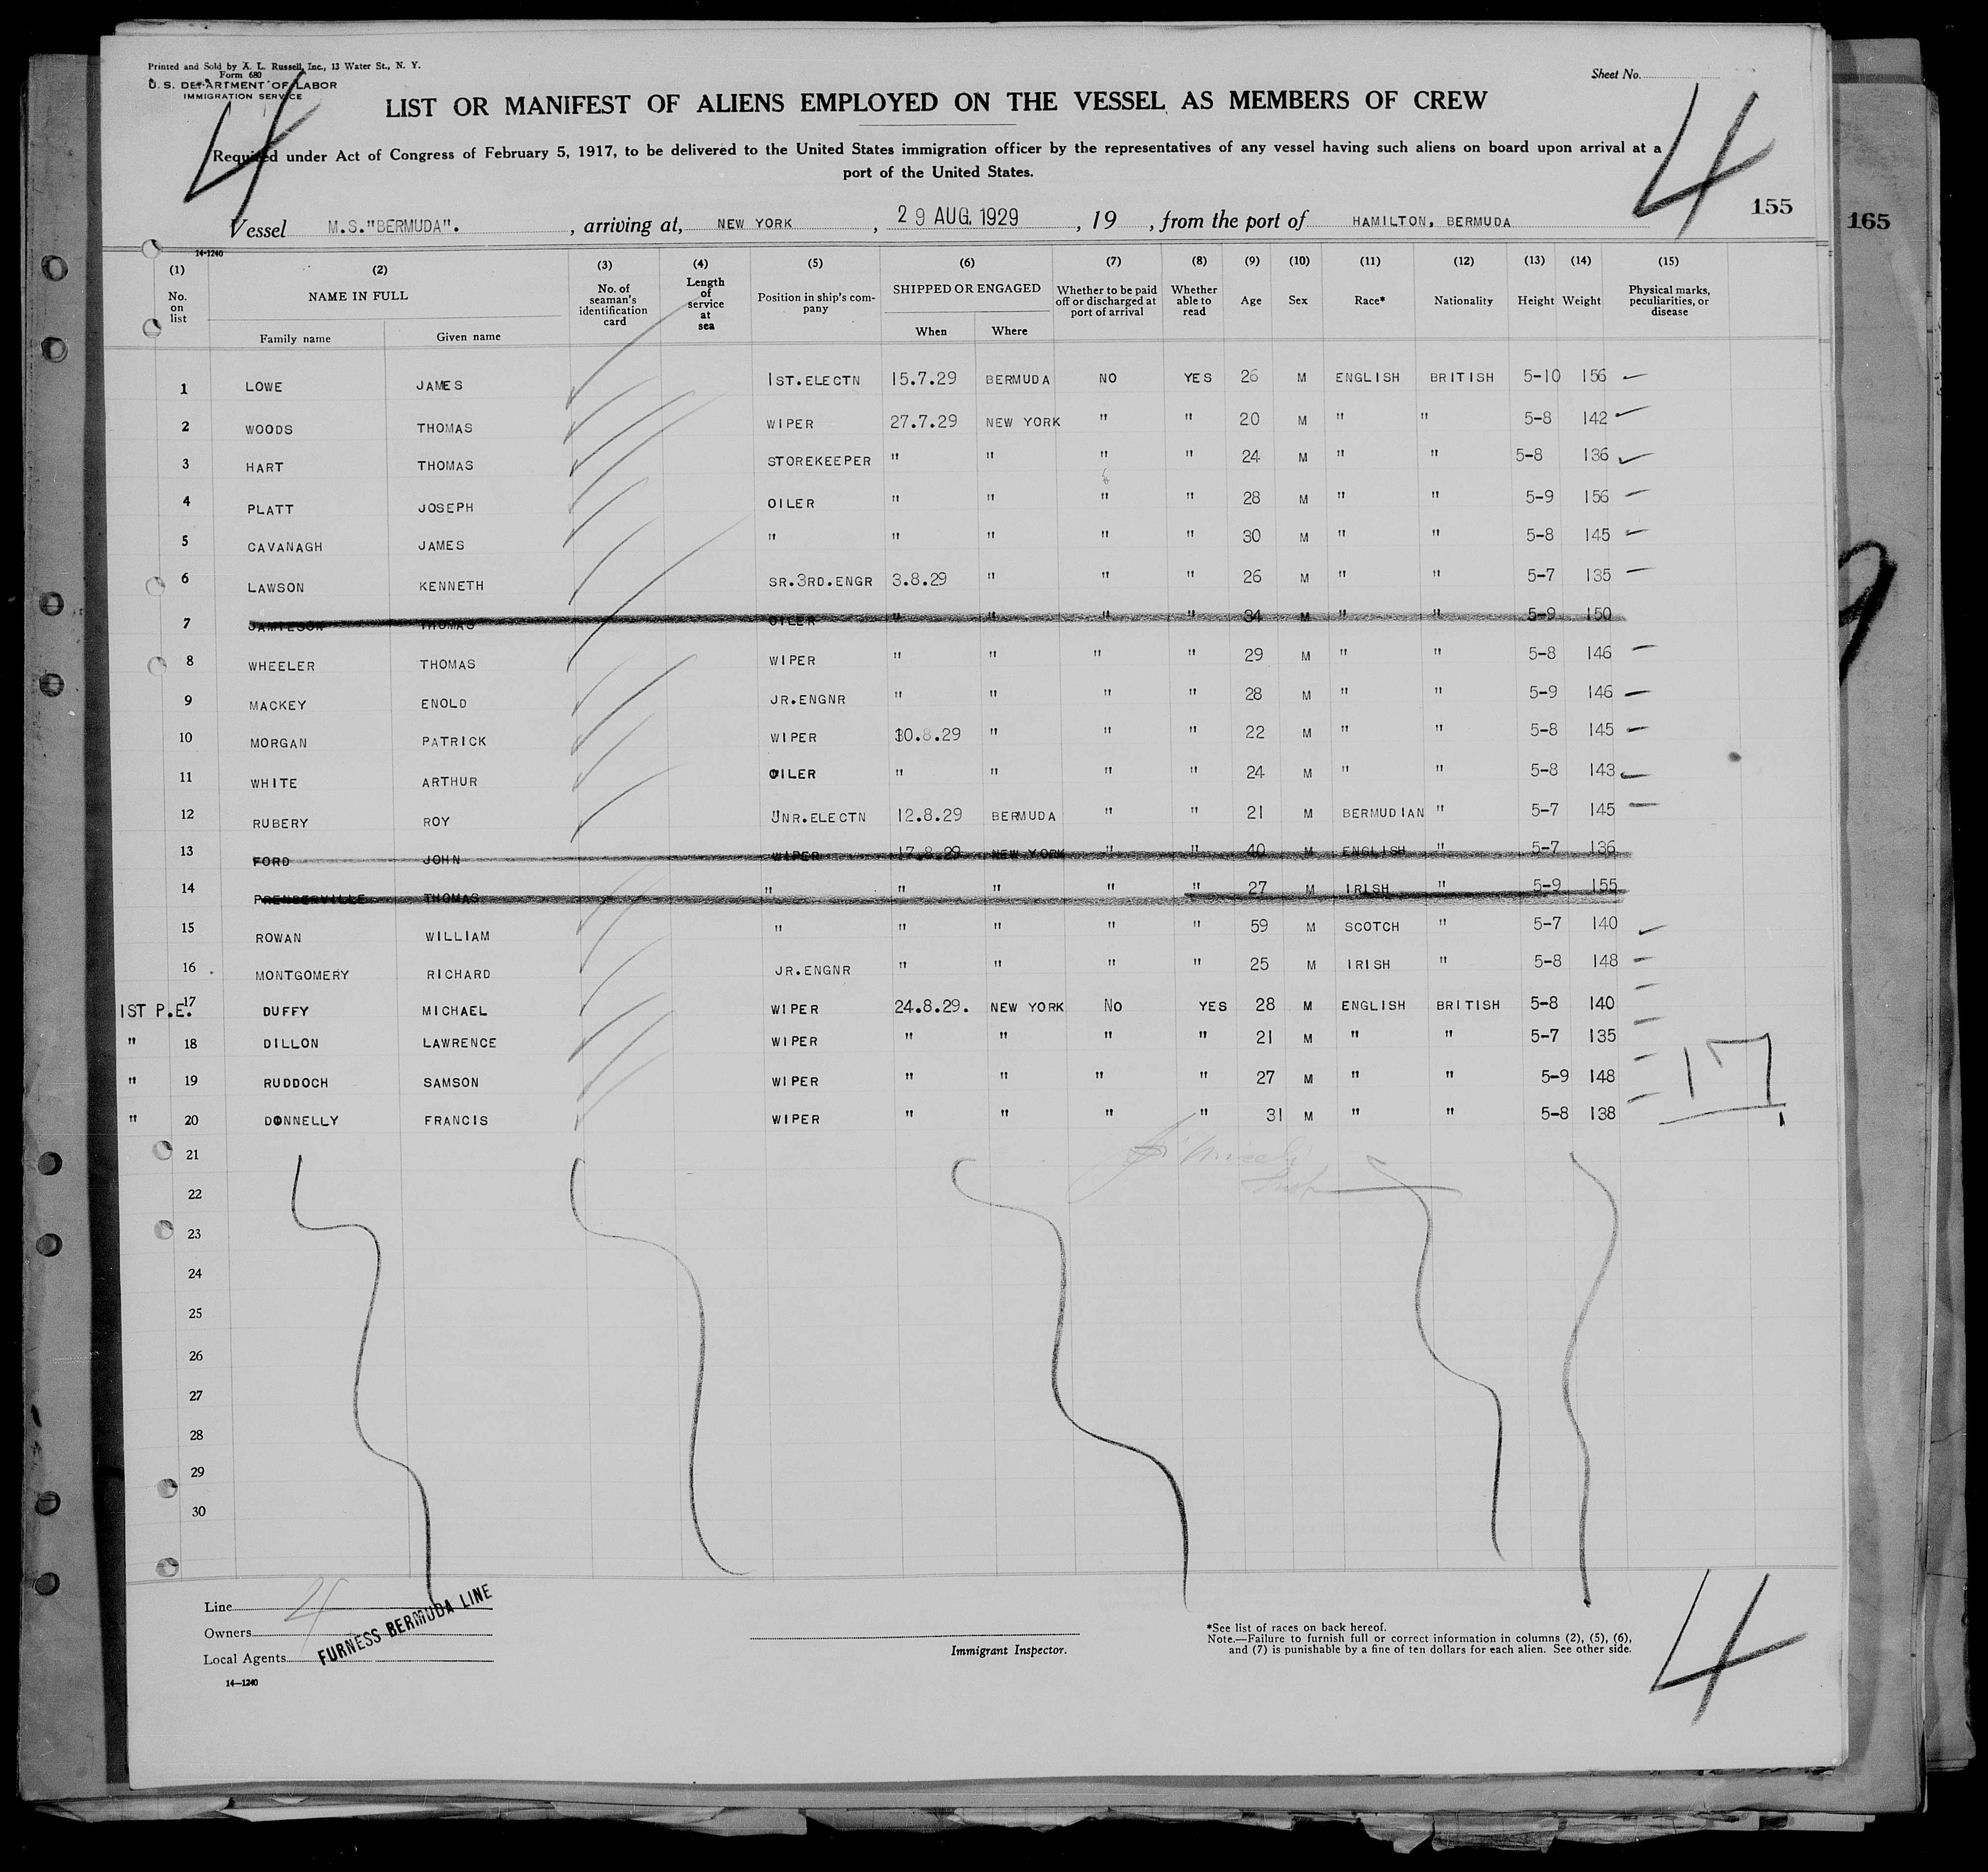 Printed and Sold by A. L. Russell, Inc., 13 Water St., N. Y.
Form 680
U. S. DEPARTMENT OF LABOR
IMMIGRATION SERVICE
Sheet No.
4
4
LIST OR MANIFEST OF ALIENS EMPLOYED ON THE VESSEL AS MEMBERS OF CREW
Required under Act of Congress of February 5, 1917, to be delivered to the United States immigration officer by the representatives of any vessel having such aliens on board upon arrival at a
port of the United States.
155
165
Vessel M.S."BERMUDA". , arriving at, NEW YORK , 29 AUG. 1929 , 19 , from the port of HAMILTON, BERMUDA
14-1240
(1) (2) (3) (4) (5) (6) (7) (8) (9) (10) (11) (12) (13) (14) (15)
No. on list NAME IN FULL Family name Given name No. of seaman's identification card Length of service at sea Position in ship's company SHIPPED OR ENGAGED When Where Whether to be paid off or discharged at port of arrival Whether able to read Age Sex Race* Nationality Height Weight Physical marks, peculiarities, or disease
1 LOWE JAMES 1ST.ELECTN 15.7.29 BERMUDA NO YES 26 M ENGLISH BRITISH 5-10 156
2 WOODS THOMAS WIPER 27.7.29 NEW YORK " " 20 M " " 5-8 142
3 HART THOMAS STOREKEEPER " " " " 24 M " " 5-8 136
4 PLATT JOSEPH OILER " " " " 28 M " " 5-9 156
5 CAVANAGH JAMES " " " " " 30 M " " 5-8 145
6 LAWSON KENNETH SR.3RD.ENGR 3.8.29 " " " 26 M " " 5-7 135
7 JAMIESON THOMAS OILER " " " " 34 M " " 5-9 150
8 WHEELER THOMAS WIPER " " " " 29 M " " 5-8 146
9 MACKEY ENOLD JR.ENGNR " " " " 28 M " " 5-9 146
10 MORGAN PATRICK WIPER 10.8.29 " " " 22 M " " 5-8 145
11 WHITE ARTHUR OILER " " " " 24 M " " 5-8 143
12 RUBERY ROY JNR.ELECTN 12.8.29 BERMUDA " " 21 M BERMUDIAN " 5-7 145
13 FORD JOHN WIPER 17.8.29 NEW YORK " " 40 M ENGLISH " 5-7 136
14 PRENDERVILLE THOMAS " " " " " 27 M IRISH " 5-9 155
15 ROWAN WILLIAM " " " " " 59 M SCOTCH " 5-7 140
16 MONTGOMERY RICHARD JR.ENGNR " " " " 25 M IRISH " 5-8 148
1ST P.E. 17 DUFFY MICHAEL WIPER 24.8.29. NEW YORK No YES 28 M ENGLISH BRITISH 5-8 140
" 18 DILLON LAWRENCE WIPER " " " " 21 M " " 5-7 135
" 19 RUDDOCH SAMSON WIPER " " " " 27 M " " 5-9 148
" 20 DONNELLY FRANCIS WIPER " " " " 31 M " " 5-8 138
17
21
22
23
24
25
26
27
28
29
30
Line
4
Owners
Local Agents
FURNESS BERMUDA LINE
14—1240
Immigrant Inspector.
*See list of races on back hereof.
Note.—Failure to furnish full or correct information in columns (2), (5), (6),
and (7) is punishable by a fine of ten dollars for each alien. See other side.
4